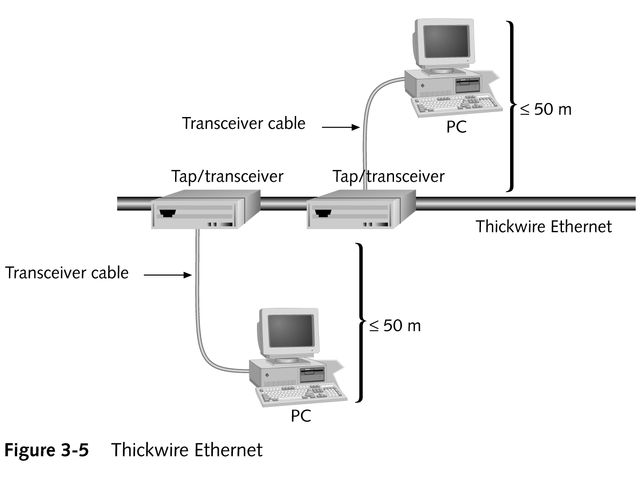 Transceiver cable
PC
≤ 50 m
Tap/transceiver
Tap/transceiver
Thickwire Ethernet
Transceiver cable
≤ 50 m
PC
Figure 3-5 Thickwire Ethernet